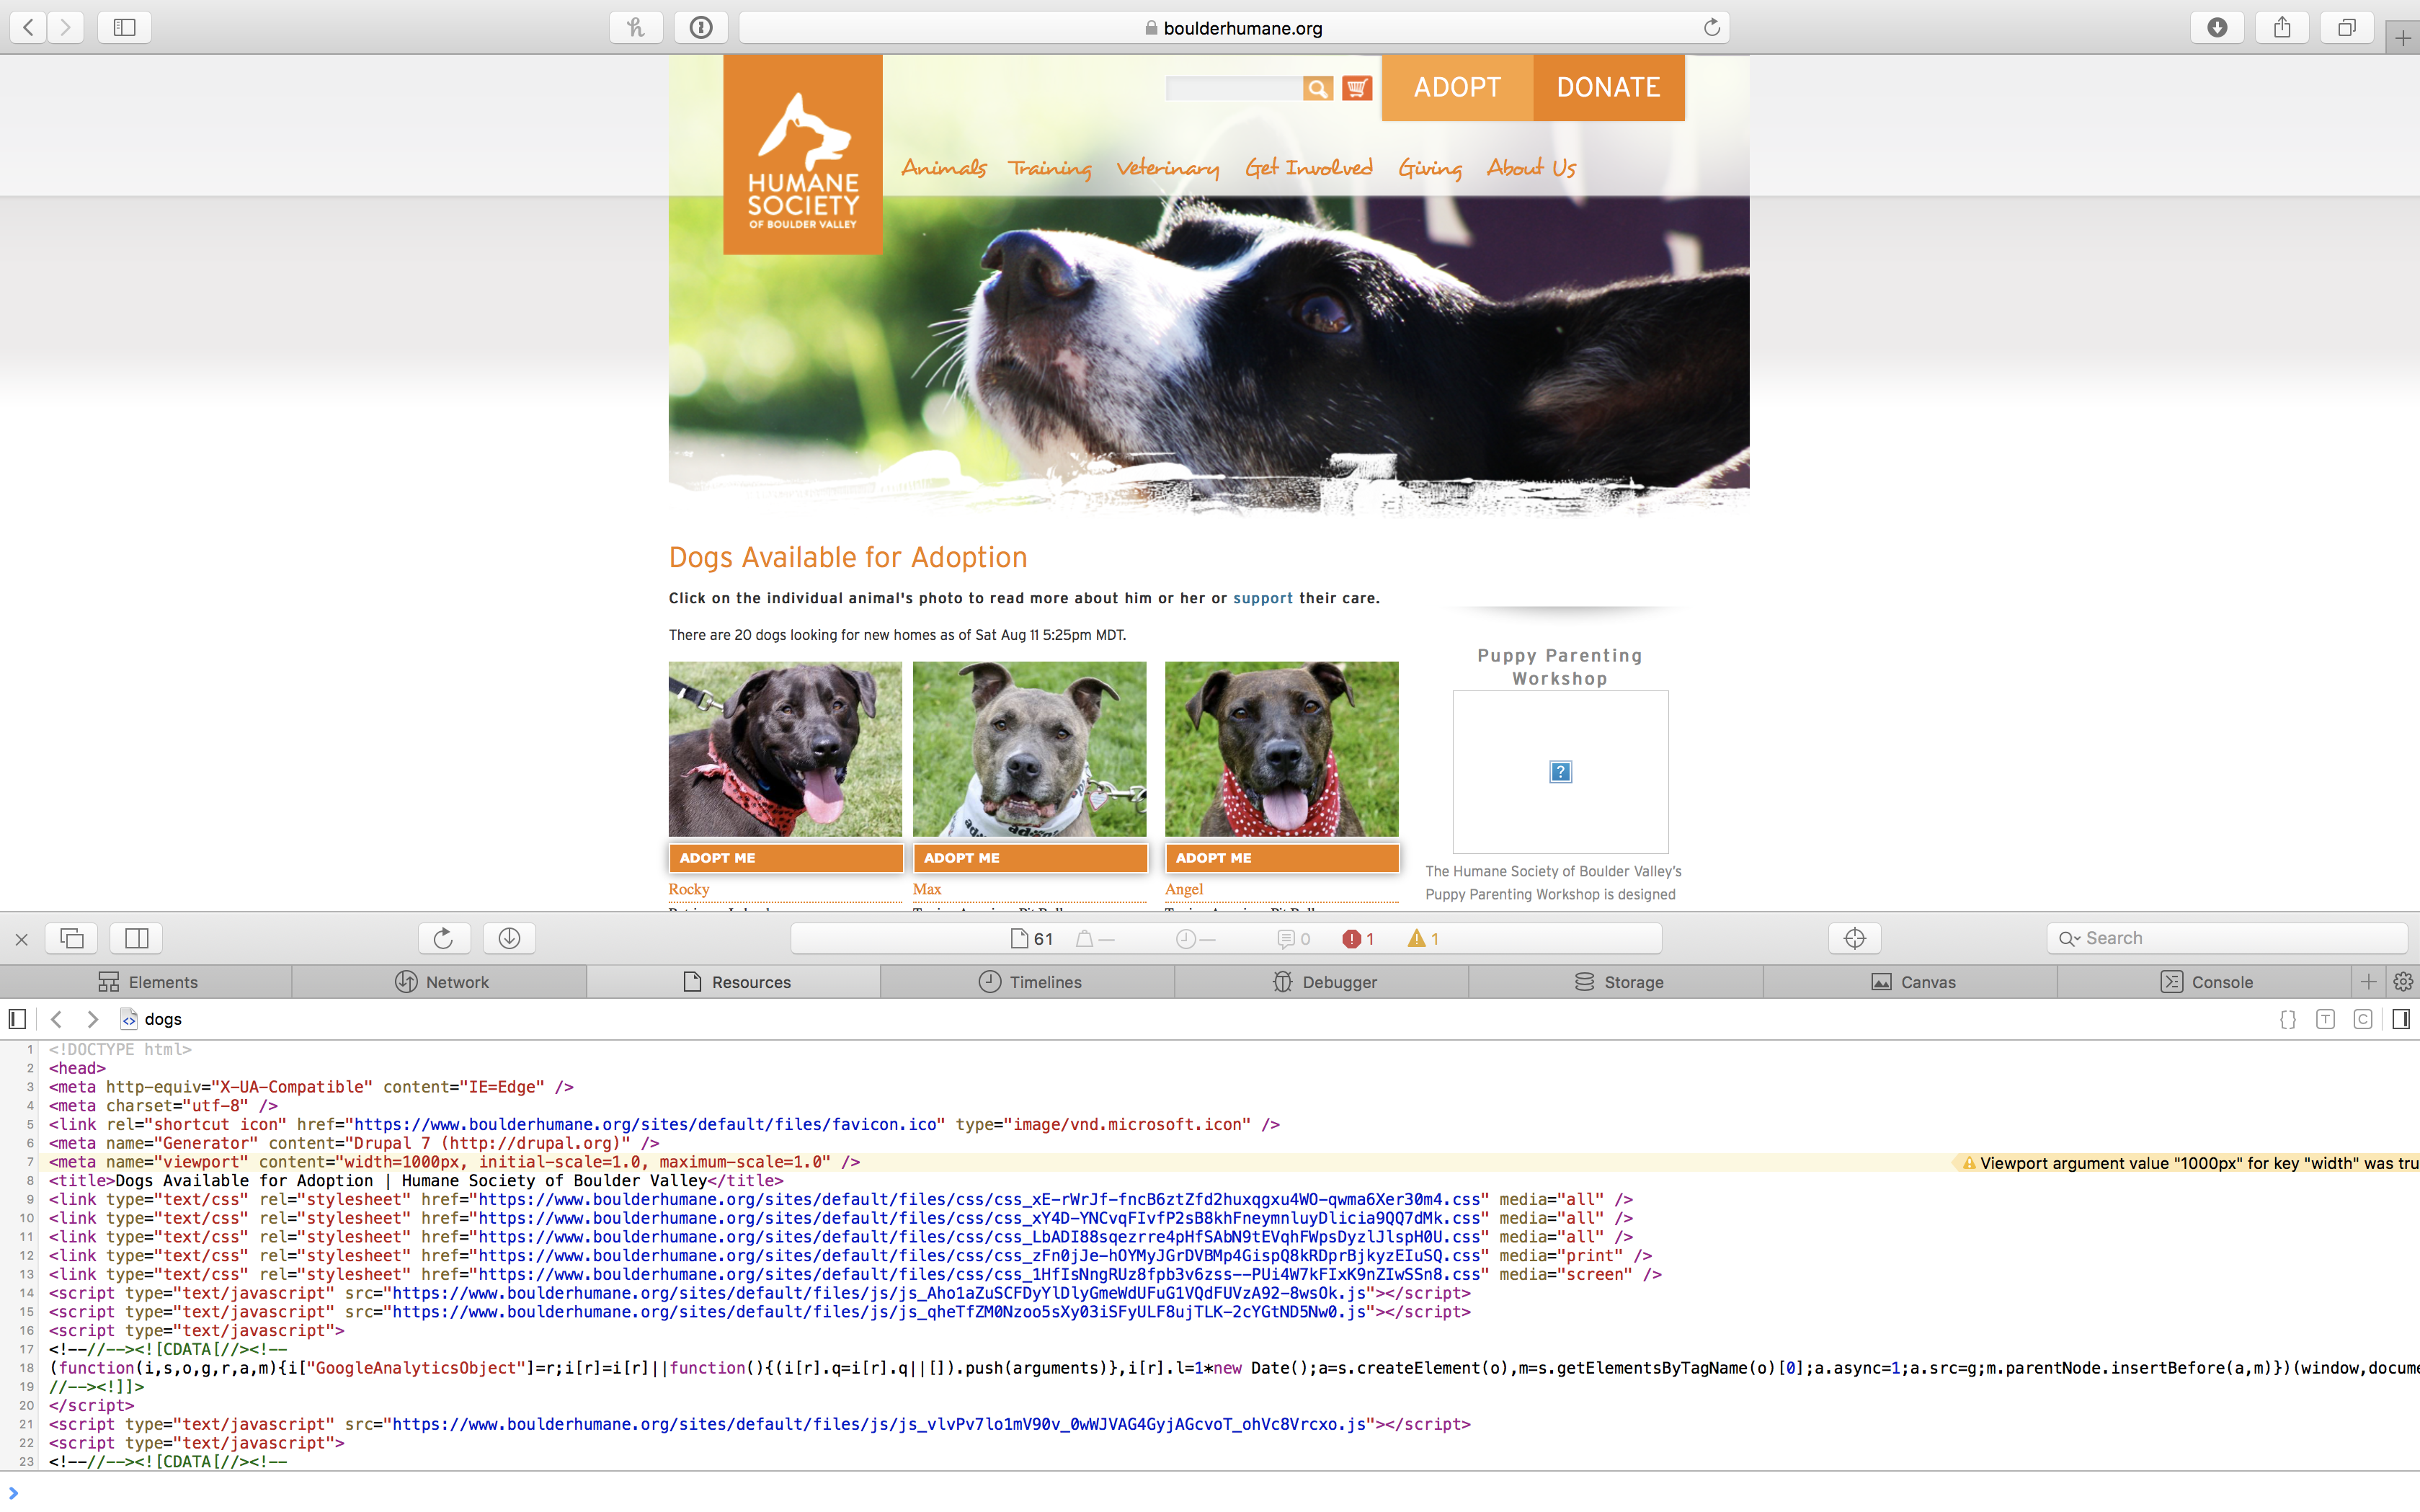 boulderhumane.org
HUMANE
SOCIETY
OF BOULDER VALLEY
ADOPT
DONATE
Animals Training Veterinary Get Involved Giving About Us
Dogs Available for Adoption
Click on the individual animal's photo to read more about him or her or support their care.
There are 20 dogs looking for new homes as of Sat Aug 11 5:25pm MDT.
ADOPT ME
Rocky
ADOPT ME
Max
ADOPT ME
Angel
Puppy Parenting
Workshop
The Humane Society of Boulder Valley's
Puppy Parenting Workshop is designed
61 — — 0 1 1
Search
Elements Network Resources Timelines Debugger Storage Canvas Console
dogs
1 <!DOCTYPE html>
2 <head>
3 <meta http-equiv="X-UA-Compatible" content="IE=Edge" />
4 <meta charset="utf-8" />
5 <link rel="shortcut icon" href="https://www.boulderhumane.org/sites/default/files/favicon.ico" type="image/vnd.microsoft.icon" />
6 <meta name="Generator" content="Drupal 7 (http://drupal.org)" />
7 <meta name="viewport" content="width=1000px, initial-scale=1.0, maximum-scale=1.0" /> Viewport argument value "1000px" for key "width" was tru
8 <title>Dogs Available for Adoption | Humane Society of Boulder Valley</title>
9 <link type="text/css" rel="stylesheet" href="https://www.boulderhumane.org/sites/default/files/css/css_xE-rWrJf-fncB6ztZfd2huxqgxu4WO-qwma6Xer30m4.css" media="all" />
10 <link type="text/css" rel="stylesheet" href="https://www.boulderhumane.org/sites/default/files/css/css_xY4D-YNCvqFIvfP2sB8khFneymnluyDlicia9QQ7dMk.css" media="all" />
11 <link type="text/css" rel="stylesheet" href="https://www.boulderhumane.org/sites/default/files/css/css_LbADI88sqezrre4pHfSAbN9tEVqhFWpsDyzlJlspH0U.css" media="all" />
12 <link type="text/css" rel="stylesheet" href="https://www.boulderhumane.org/sites/default/files/css/css_zFn0jJe-hOYMyJGrDVBMp4GispQ8kRDprBjkyzEIuSQ.css" media="print" />
13 <link type="text/css" rel="stylesheet" href="https://www.boulderhumane.org/sites/default/files/css/css_1HfIsNngRUz8fpb3v6zss--PUi4W7kFIxK9nZIwSSn8.css" media="screen" />
14 <script type="text/javascript" src="https://www.boulderhumane.org/sites/default/files/js/js_Aho1aZuSCFDyYlDlyGmeWdUFuG1VQdFUVzA92-8wsOk.js"></script>
15 <script type="text/javascript" src="https://www.boulderhumane.org/sites/default/files/js/js_qheTfZM0Nzoo5sXy03iSFyULF8ujTLK-2cYGtND5Nw0.js"></script>
16 <script type="text/javascript">
17 <!--//--><![CDATA[//><!--
18 (function(i,s,o,g,r,a,m){i["GoogleAnalyticsObject"]=r;i[r]=i[r]||function(){(i[r].q=i[r].q||[]).push(arguments)},i[r].l=1*new Date();a=s.createElement(o),m=s.getElementsByTagName(o)[0];a.async=1;a.src=g;m.parentNode.insertBefore(a,m)})(window,docume
19 //--><!]]>
20 </script>
21 <script type="text/javascript" src="https://www.boulderhumane.org/sites/default/files/js/js_vlvPv7lo1mV90v_0wWJVAG4GyjAGcvoT_ohVc8Vrcxo.js"></script>
22 <script type="text/javascript">
23 <!--//--><![CDATA[//><!--